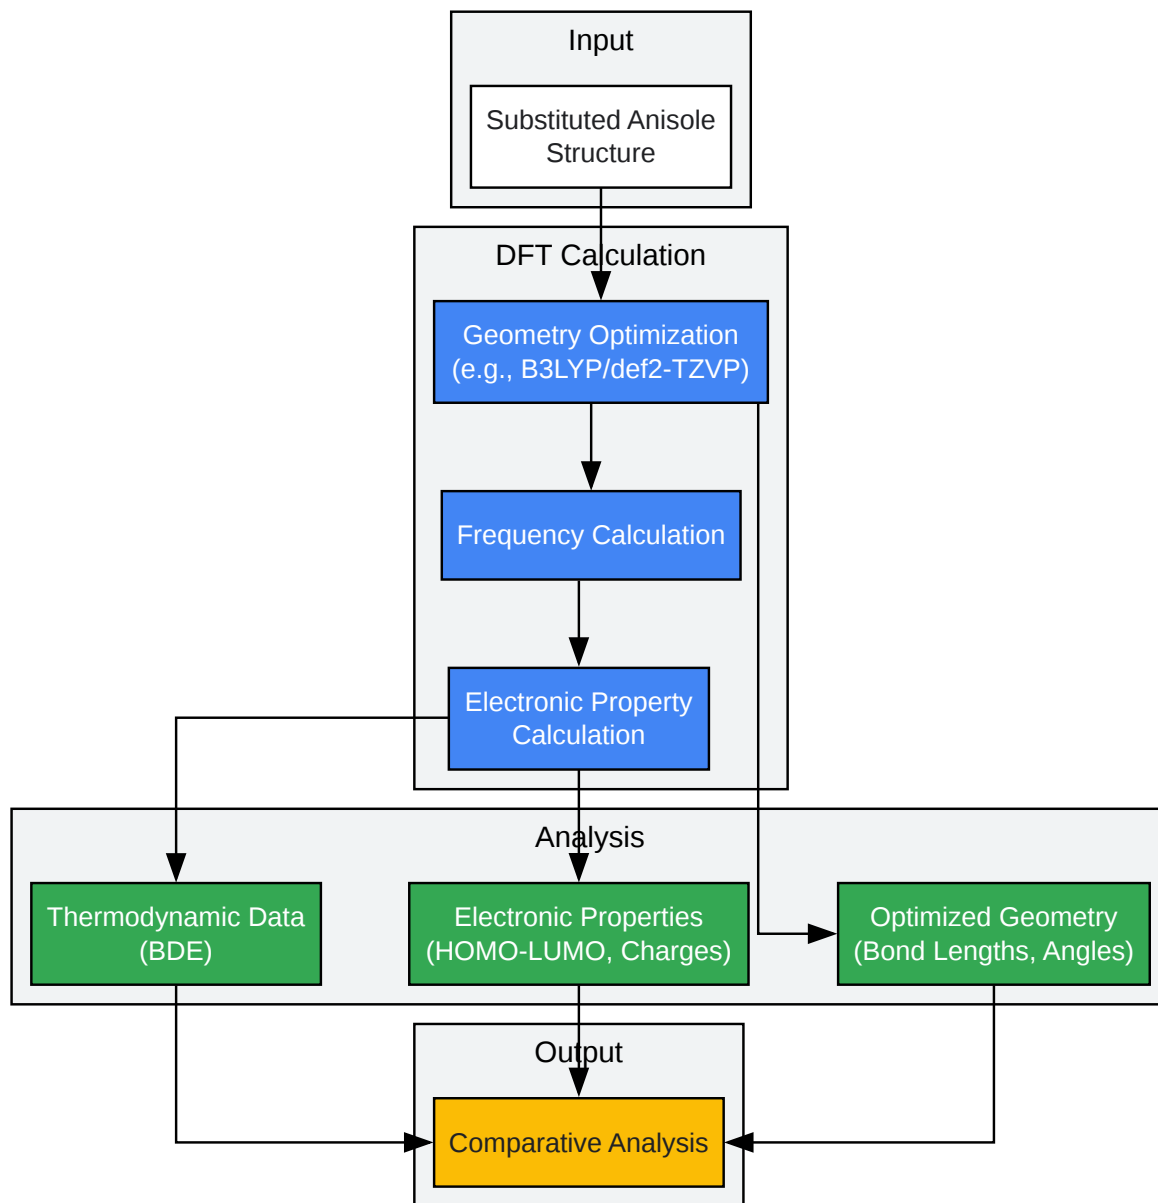 Input
Substituted Anisole
Structure
DFT Calculation
Geometry Optimization
(e.g., B3LYP/def2-TZVP)
Frequency Calculation
Electronic Property
Calculation
Analysis
Thermodynamic Data
(BDE)
Electronic Properties
(HOMO-LUMO, Charges)
Optimized Geometry
(Bond Lengths, Angles)
Output
Comparative Analysis